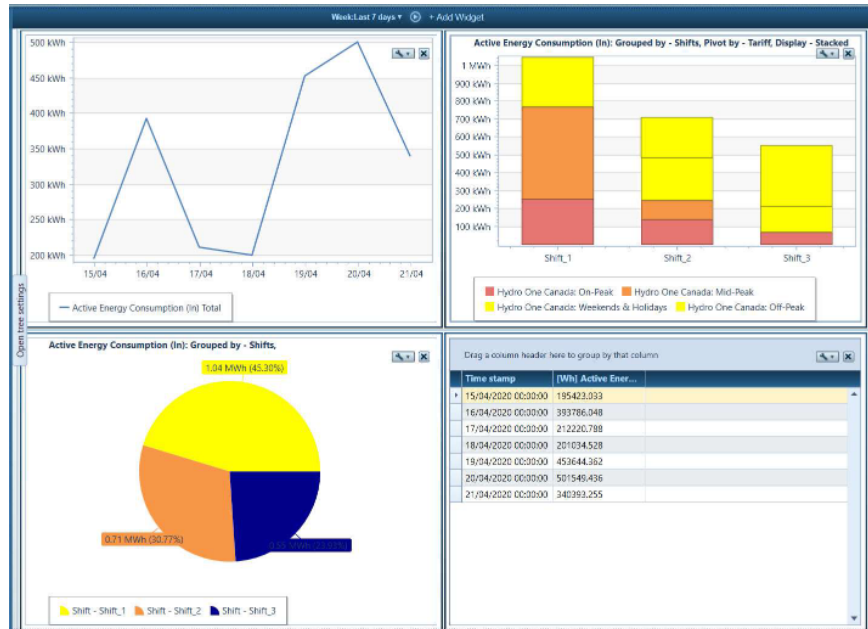 Week:Last 7 days
+ Add Widget
Open tree settings
500 kWh
450 kWh
400 kWh
350 kWh
300 kWh
250 kWh
200 kWh
15/04 16/04 17/04 18/04 19/04 20/04 21/04
Active Energy Consumption (In) Total
Active Energy Consumption (In): Grouped by - Shifts, Pivot by - Tariff, Display - Stacked
1 MWh
900 kWh
800 kWh
700 kWh
600 kWh
500 kWh
400 kWh
300 kWh
200 kWh
100 kWh
Shift_1 Shift_2 Shift_3
Hydro One Canada: On-Peak Hydro One Canada: Mid-Peak
Hydro One Canada: Weekends & Holidays Hydro One Canada: Off-Peak
Active Energy Consumption (In): Grouped by - Shifts,
1.04 MWh (45.30%)
0.71 MWh (30.77%)
Shift - Shift_1 Shift - Shift_2 Shift - Shift_3
Drag a column header here to group by that column
Time stamp [Wh] Active Ener...
15/04/2020 00:00:00 195423.033
16/04/2020 00:00:00 393786.048
17/04/2020 00:00:00 212220.788
18/04/2020 00:00:00 201034.528
19/04/2020 00:00:00 453644.362
20/04/2020 00:00:00 501549.436
21/04/2020 00:00:00 340393.255